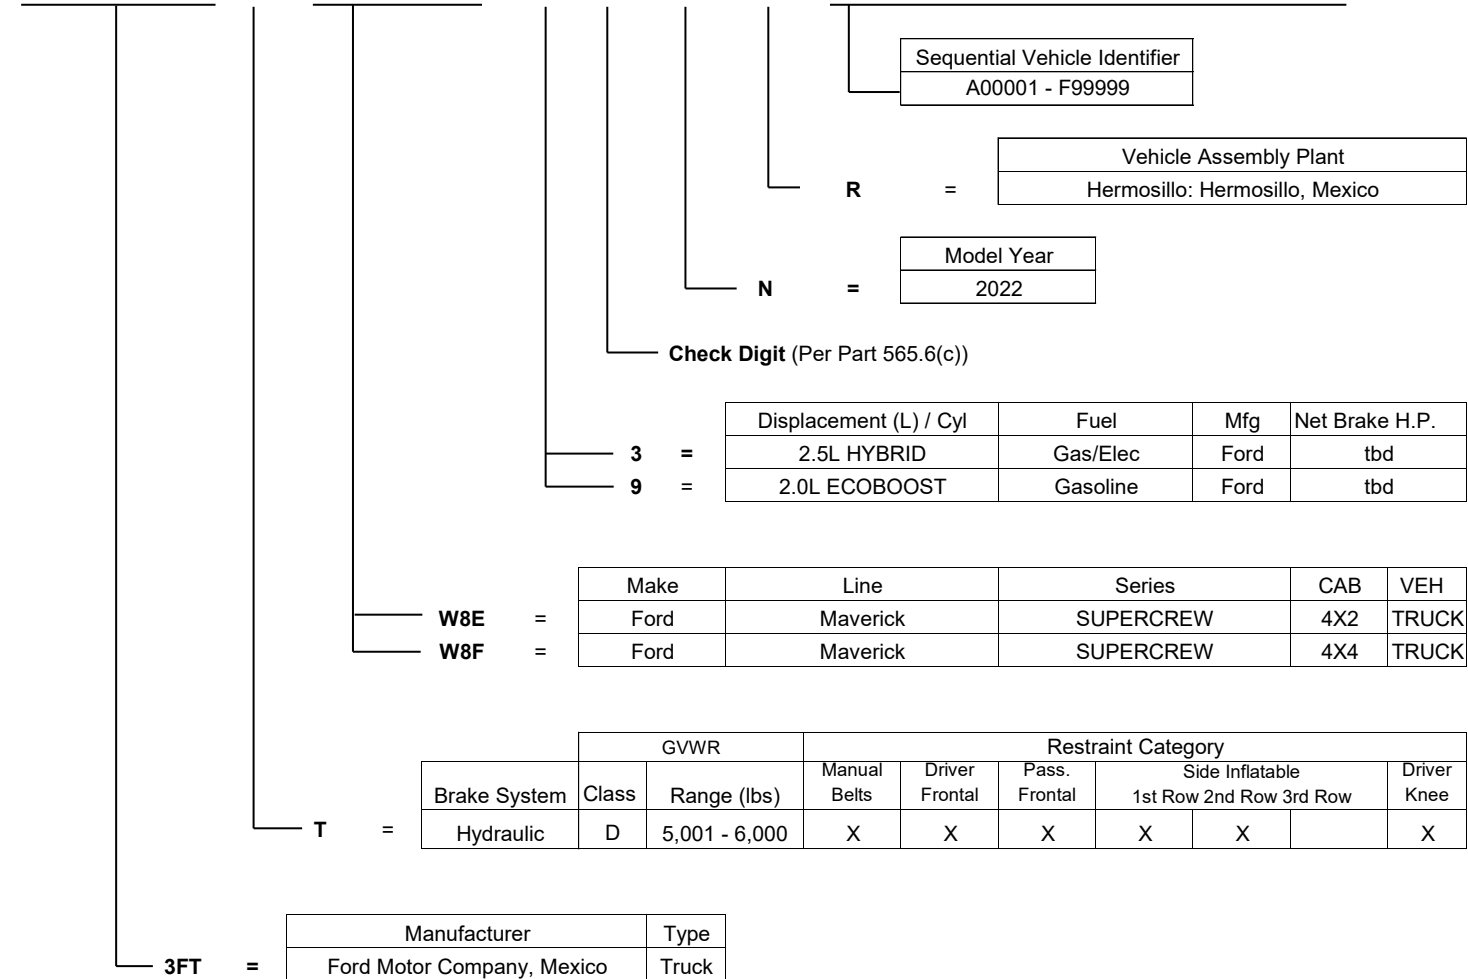 Sequential Vehicle Identifier
A00001 - F99999
Vehicle Assembly Plant
R = Hermosillo: Hermosillo, Mexico
Model Year
N = 2022
Check Digit (Per Part 565.6(c))
Displacement (L) / Cyl Fuel Mfg Net Brake H.P.
3 = 2.5L HYBRID Gas/Elec Ford tbd
9 = 2.0L ECOBOOST Gasoline Ford tbd
Make Line Series CAB VEH
W8E = Ford Maverick SUPERCREW 4X2 TRUCK
W8F = Ford Maverick SUPERCREW 4X4 TRUCK
GVWR Restraint Category
Manual Driver Pass. Side Inflatable Driver
Brake System Class Range (lbs) Belts Frontal Frontal 1st Row 2nd Row 3rd Row Knee
T = Hydraulic D 5,001 - 6,000 X X X X X X
Manufacturer Type
3FT = Ford Motor Company, Mexico Truck